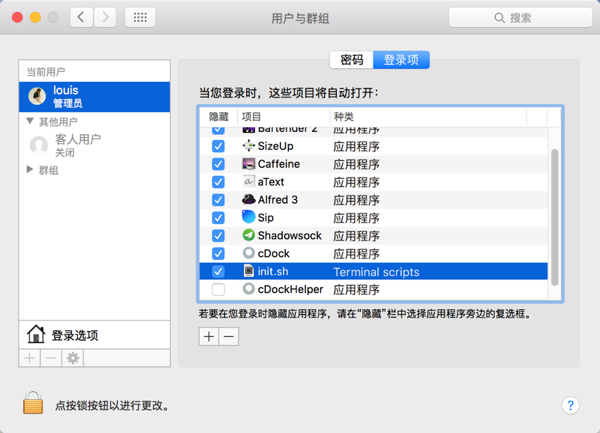 用户与群组
搜索
密码
登录项
当前用户
louis
管理员
其他用户
客人用户
关闭
群组
登录选项
当您登录时，这些项目将自动打开：
隐藏 项目 种类
Bartender 2 应用程序
SizeUp 应用程序
Caffeine 应用程序
aText 应用程序
Alfred 3 应用程序
Sip 应用程序
Shadowsock 应用程序
cDock 应用程序
init.sh Terminal scripts
cDockHelper 应用程序
若要在您登录时隐藏应用程序，请在“隐藏”栏中选择应用程序旁边的复选框。
点按锁按钮以进行更改。
?